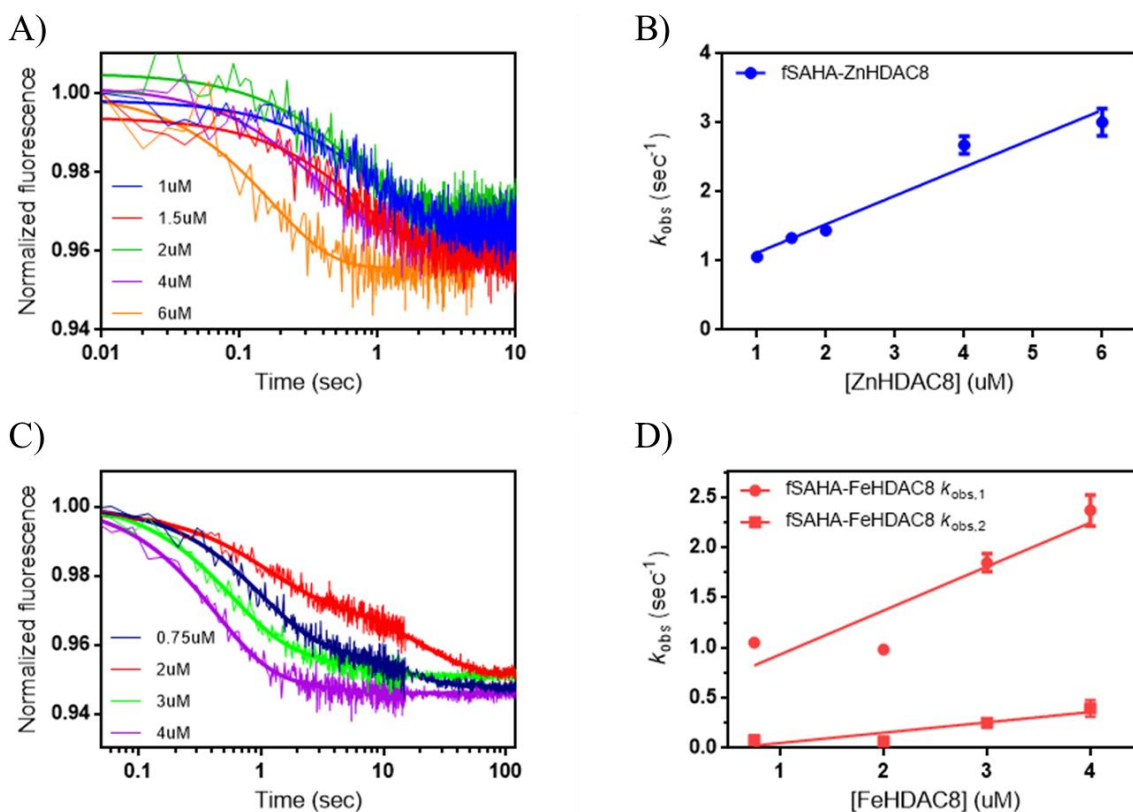 A)
Normalized fluorescence
1.00
0.98
0.96
0.94
1uM
1.5uM
2uM
4uM
6uM
0.01
0.1
1
10
Time (sec)
B)
kobs (sec-1)
4
3
2
1
0
fSAHA-ZnHDAC8
1
2
3
4
5
6
[ZnHDAC8] (uM)
C)
Normalized fluorescence
1.00
0.98
0.96
0.94
0.75uM
2uM
3uM
4uM
0.1
1
10
100
Time (sec)
D)
kobs (sec-1)
2.5
2.0
1.5
1.0
0.5
0.0
fSAHA-FeHDAC8 kobs,1
fSAHA-FeHDAC8 kobs,2
1
2
3
4
[FeHDAC8] (uM)